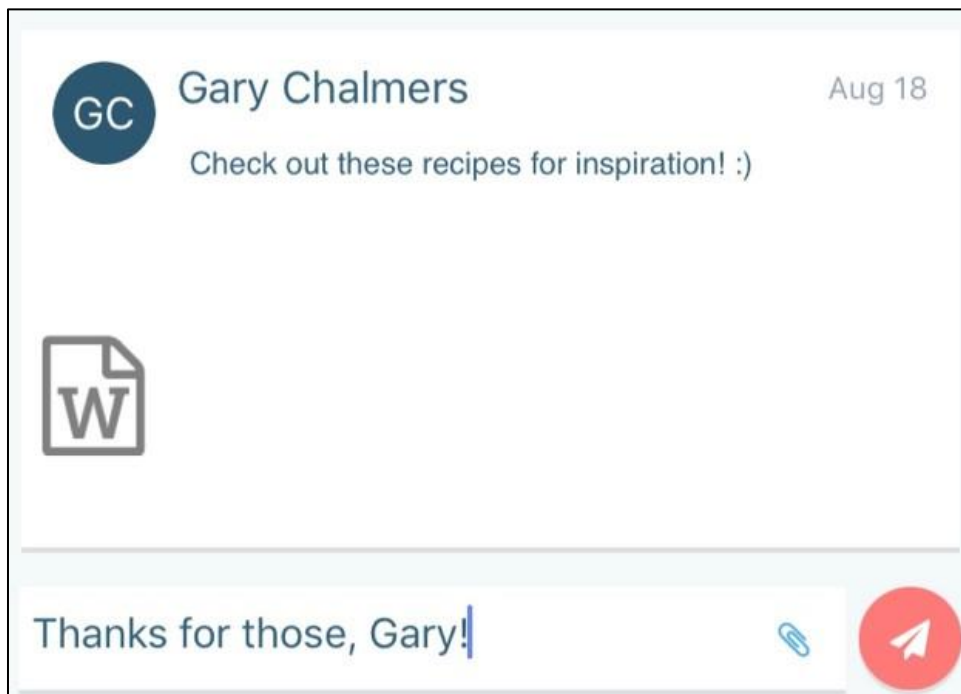 GC
Gary Chalmers
Aug 18
Check out these recipes for inspiration! :)
W
Thanks for those, Gary!